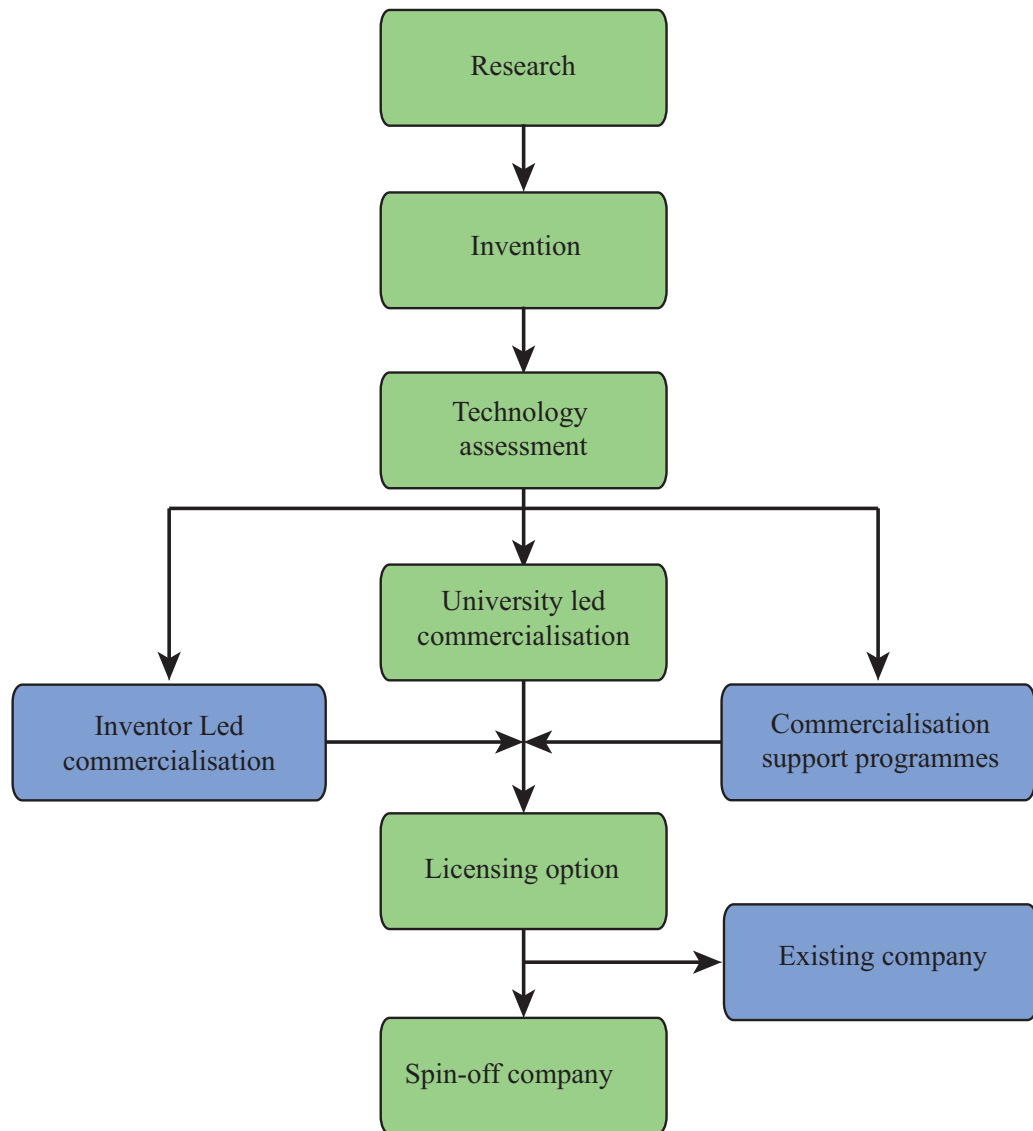 Research
Invention
Technology
assessment
University led
commercialisation
Inventor Led
commercialisation
Commercialisation
support programmes
Licensing option
Existing company
Spin-off company